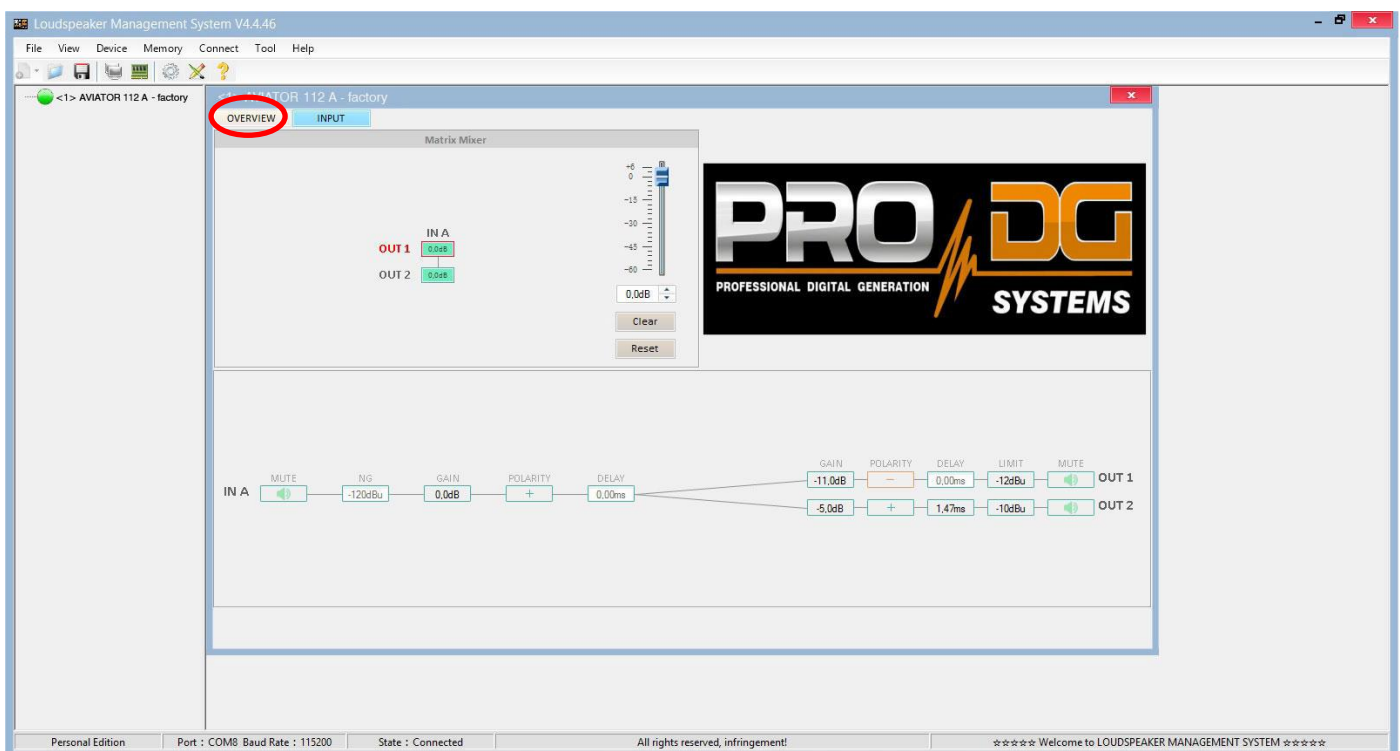 Loudspeaker Management System V4.4.46
File View Device Memory Connect Tool Help
<1> AVIATOR 112 A - factory
<1> AVIATOR 112 A - factory
OVERVIEW INPUT
Matrix Mixer
+6
0
-15
-30
-45
-60
IN A
OUT 1 0,0dB
OUT 2 0,0dB
0,0dB
Clear
Reset
PRO DG
PROFESSIONAL DIGITAL GENERATION
SYSTEMS
MUTE NG GAIN POLARITY DELAY
IN A -120dBu 0,0dB + 0,00ms
GAIN POLARITY DELAY LIMIT MUTE
-11,0dB - 0,00ms -12dBu OUT 1
-5,0dB + 1,47ms -10dBu OUT 2
Personal Edition Port : COM8 Baud Rate : 115200 State : Connected All rights reserved, infringement! ☆☆☆☆☆ Welcome to LOUDSPEAKER MANAGEMENT SYSTEM ☆☆☆☆☆